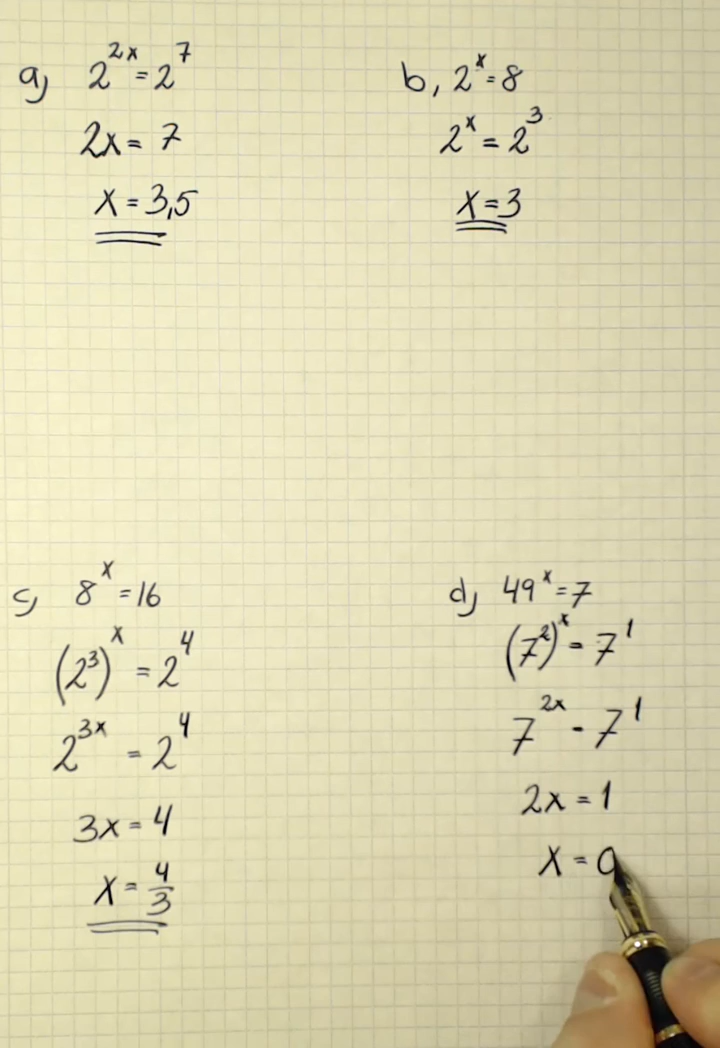 a) 2^{2x} = 2^7
2x = 7
x = 3,5
b, 2^x = 8
2^x = 2^3
x = 3
c) 8^x = 16
(2^3)^x = 2^4
2^{3x} = 2^4
3x = 4
x = 4/3
d) 49^x = 7
(7^2)^x = 7^1
7^{2x} = 7^1
2x = 1
x = 0